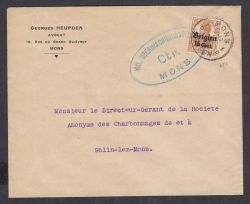 GEORGES HEUPGEN
AVOCAT
MONS
Belgien
Ctr.
MONS
Monsieur le Directeur-Gérant de la Société
Anonyme des Charbonnages de et à
Ghlin-lez-Mons.